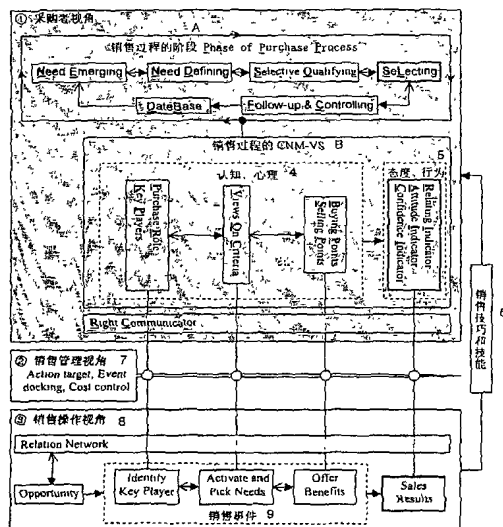 ① 采购者视角
A
销售过程的阶段 Phase of Purchase Process
Need Emerging
Need Defining
Selective Qualifying
SeLecting
DateBase
Follow-up & Controlling
销售过程的 CNM-VS B
认知、心理 4
态度、行为
5
Purchase Role
Key Players
Views On Criteria
Buying Points
Selling Points
Relating Indicator
Attitude Indicator
Confidence Indicator
Right Communicator
销售技巧和技能
6
② 销售管理视角 7
Action target, Event
docking, Cost control
③ 销售操作视角 8
Relation Network
Opportunity
Identify
Key Player
Activate and
Pick Needs
Offer
Benefits
Sales
Results
销售事件 9